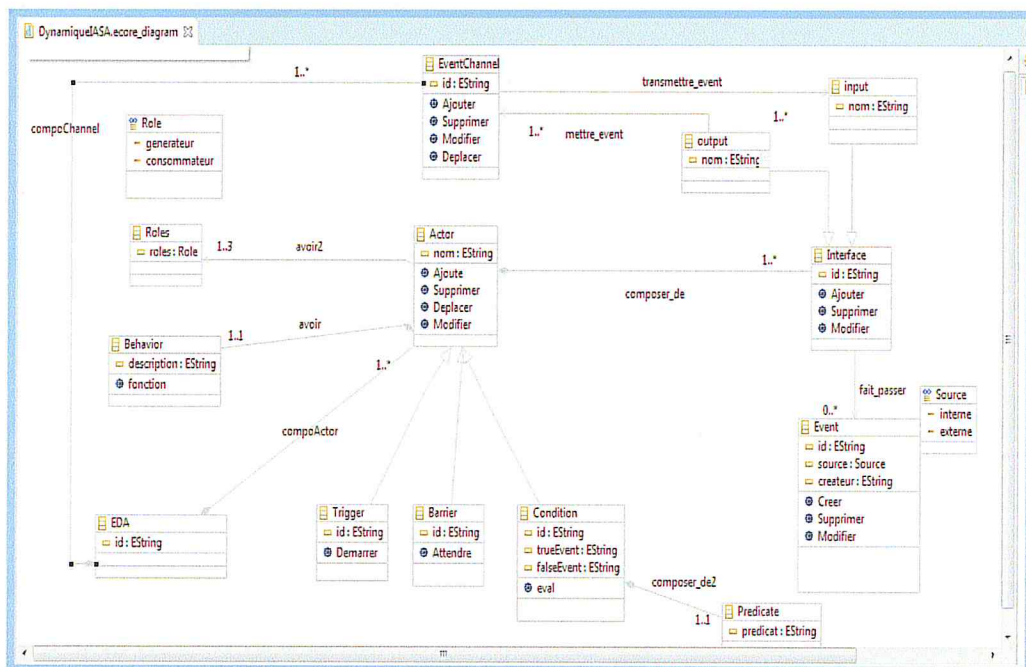 DynamiqueIASA.ecore_diagram
EventChannel
id : EString
Ajouter
Supprimer
Modifier
Deplacer
1..*
transmettre_event
input
nom : EString
compoChannel
Role
generateur
consommateur
1..*
mettre_event
1..*
output
nom : EString
Roles
roles : Role
1..3
avoir2
Actor
nom : EString
Ajoute
Supprimer
Deplacer
Modifier
1..*
composer_de
Interface
id : EString
Ajouter
Supprimer
Modifier
Behavior
description : EString
fonction
1..1
avoir
1..*
compoActor
fait_passer
0..*
Source
interne
externe
Event
id : EString
source : Source
createur : EString
Creer
Supprimer
Modifier
EDA
id : EString
Trigger
id : EString
Demarrer
Barrier
id : EString
Attendre
Condition
id : EString
trueEvent : EString
falseEvent : EString
eval
composer_de2
1..1
Predicate
predicat : EString